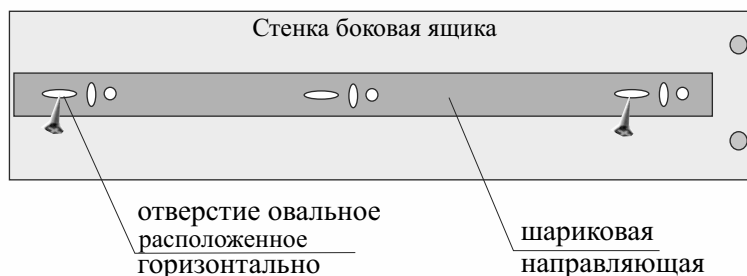 Стенка боковая ящика
отверстие овальное
расположенное
горизонтально
шариковая
направляющая